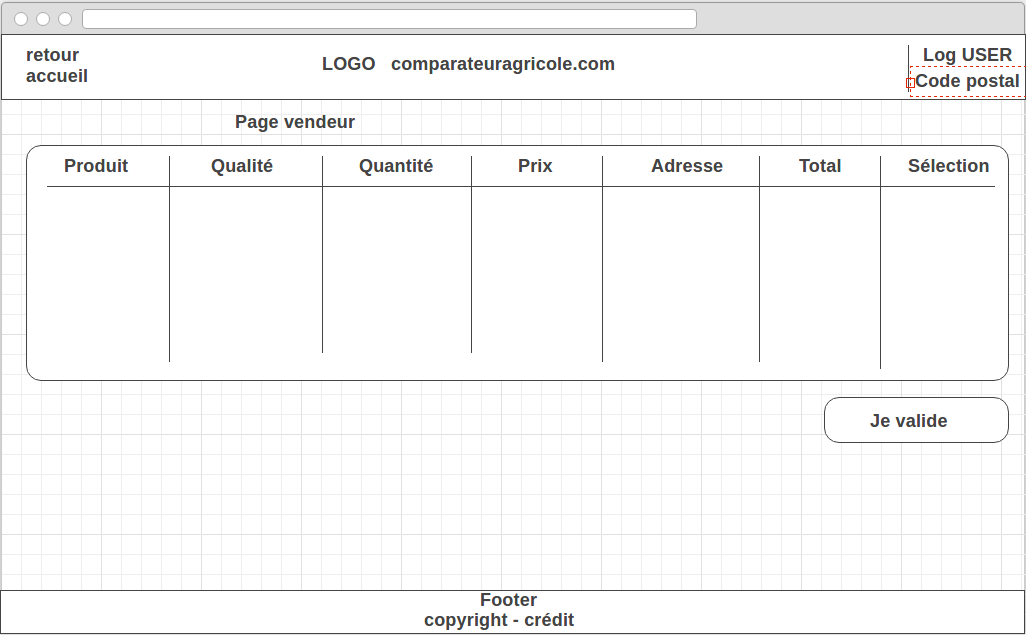 retour
accueil
LOGO comparateuragricole.com
Log USER
Code postal
Page vendeur
Produit Qualité Quantité Prix Adresse Total Sélection
Je valide
Footer
copyright - crédit